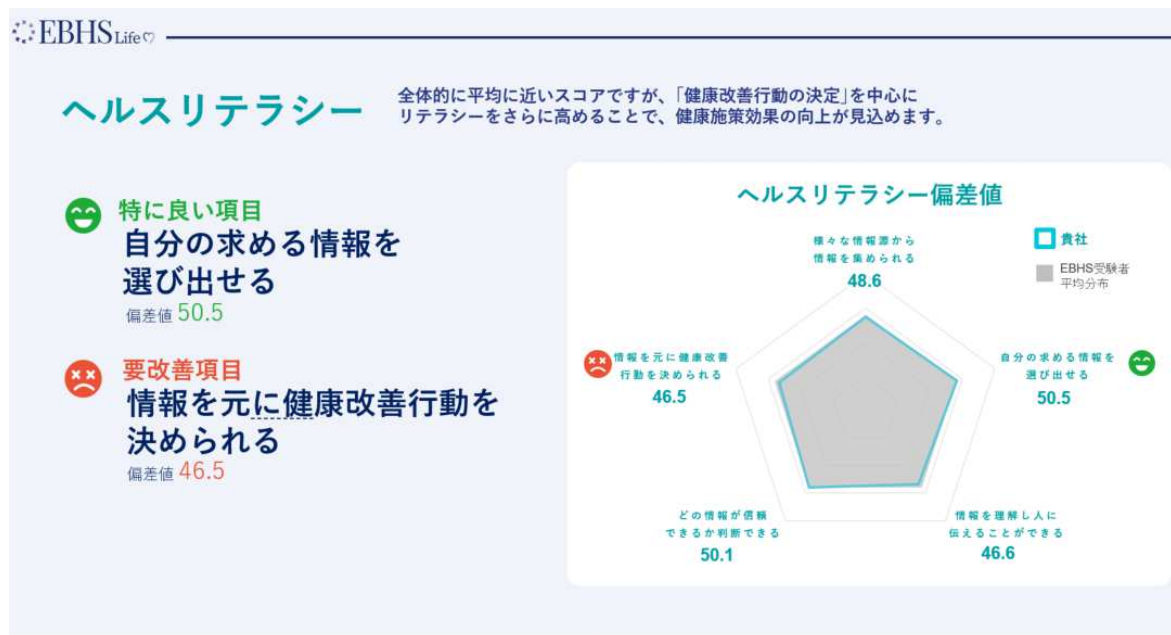 EBHS Life
ヘルスリテラシー
全体的に平均に近いスコアですが、「健康改善行動の決定」を中心に
リテラシーをさらに高めることで、健康施策効果の向上が見込めます。
特に良い項目
自分の求める情報を
選び出せる
偏差値 50.5
要改善項目
情報を元に健康改善行動を
決められる
偏差値 46.5
ヘルスリテラシー偏差値
貴社
EBHS受験者
平均分布
様々な情報源から
情報を集められる
48.6
自分の求める情報を
選び出せる
50.5
情報を理解し人に
伝えることができる
46.6
どの情報が信頼
できるか判断できる
50.1
情報を元に健康改善
行動を決められる
46.5